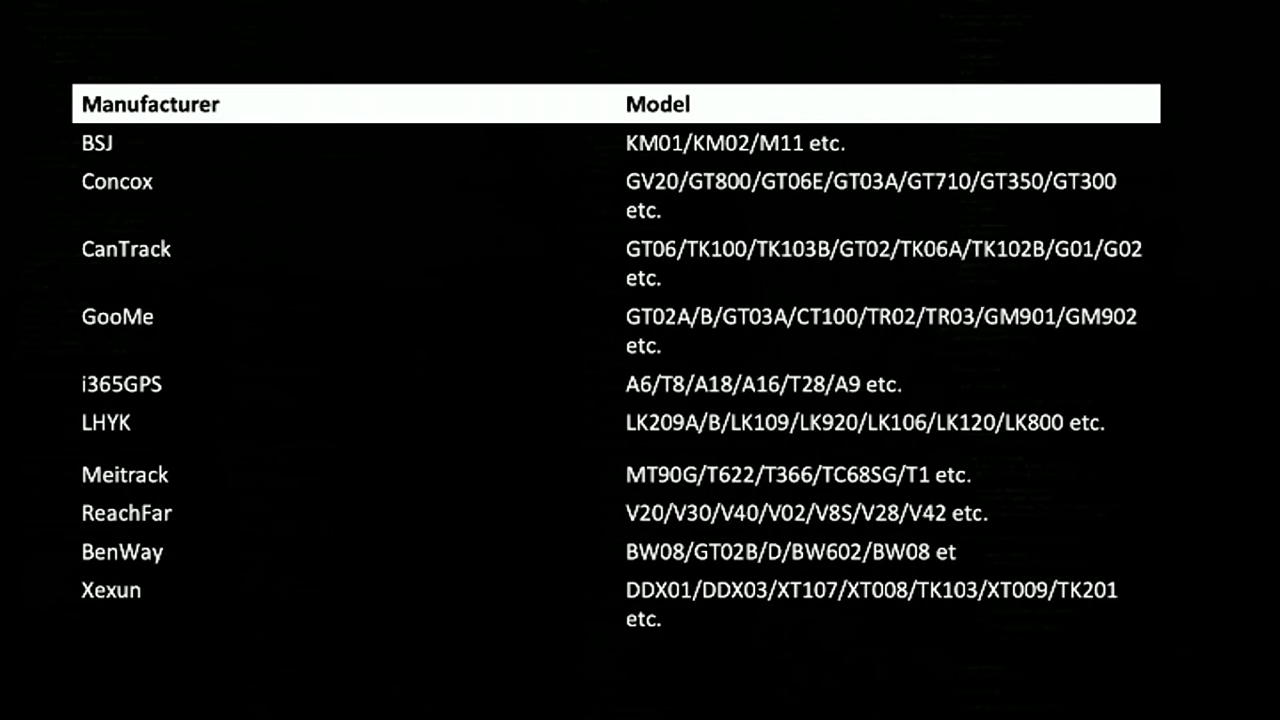 Manufacturer Model
BSJ KM01/KM02/M11 etc.
Concox GV20/GT800/GT06E/GT03A/GT710/GT350/GT300
etc.
CanTrack GT06/TK100/TK103B/GT02/TK06A/TK102B/G01/G02
etc.
GooMe GT02A/B/GT03A/CT100/TR02/TR03/GM901/GM902
etc.
i365GPS A6/T8/A18/A16/T28/A9 etc.
LHYK LK209A/B/LK109/LK920/LK106/LK120/LK800 etc.
Meitrack MT90G/T622/T366/TC68SG/T1 etc.
ReachFar V20/V30/V40/V02/V8S/V28/V42 etc.
BenWay BW08/GT02B/D/BW602/BW08 et
Xexun DDX01/DDX03/XT107/XT008/TK103/XT009/TK201
etc.